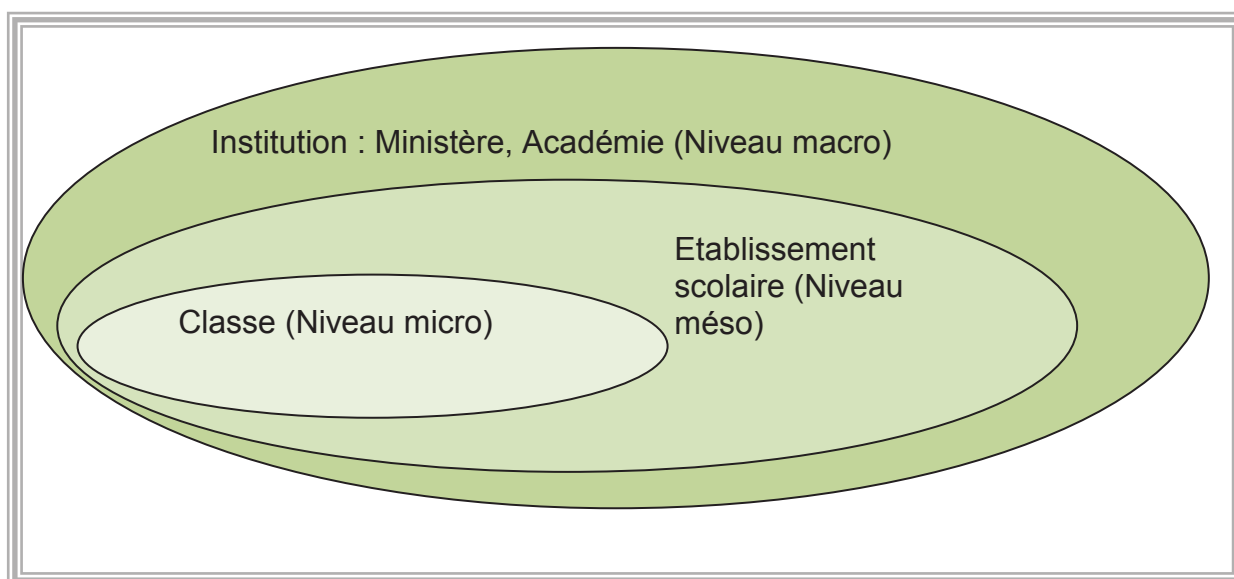 Institution : Ministère, Académie (Niveau macro)
Etablissement
scolaire (Niveau
méso)
Classe (Niveau micro)